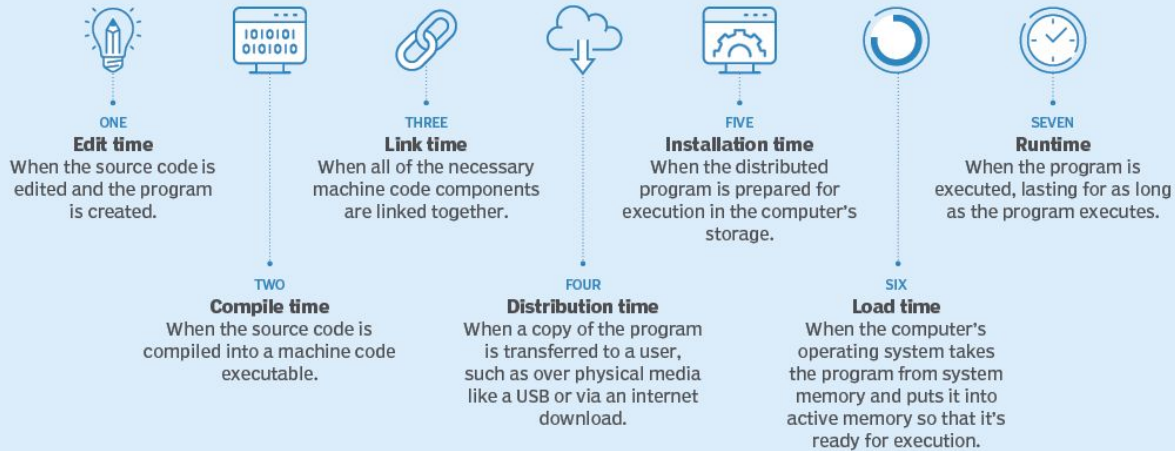 1010101
0101010
ONE
Edit time
When the source code is
edited and the program
is created.
TWO
Compile time
When the source code is
compiled into a machine code
executable.
THREE
Link time
When all of the necessary
machine code components
are linked together.
FOUR
Distribution time
When a copy of the program
is transferred to a user,
such as over physical media
like a USB or via an internet
download.
FIVE
Installation time
When the distributed
program is prepared for
execution in the computer's
storage.
SIX
Load time
When the computer's
operating system takes
the program from system
memory and puts it into
active memory so that it's
ready for execution.
SEVEN
Runtime
When the program is
executed, lasting for as long
as the program executes.